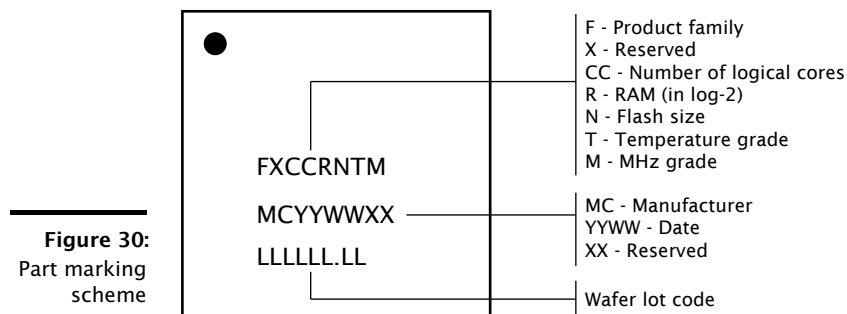 F - Product family
X - Reserved
CC - Number of logical cores
R - RAM (in log-2)
N - Flash size
T - Temperature grade
M - MHz grade
FXCCRNTM
MCYYWWXX
MC - Manufacturer
YYWW - Date
XX - Reserved
LLLLLL.LL
Wafer lot code
Figure 30:
Part marking
scheme